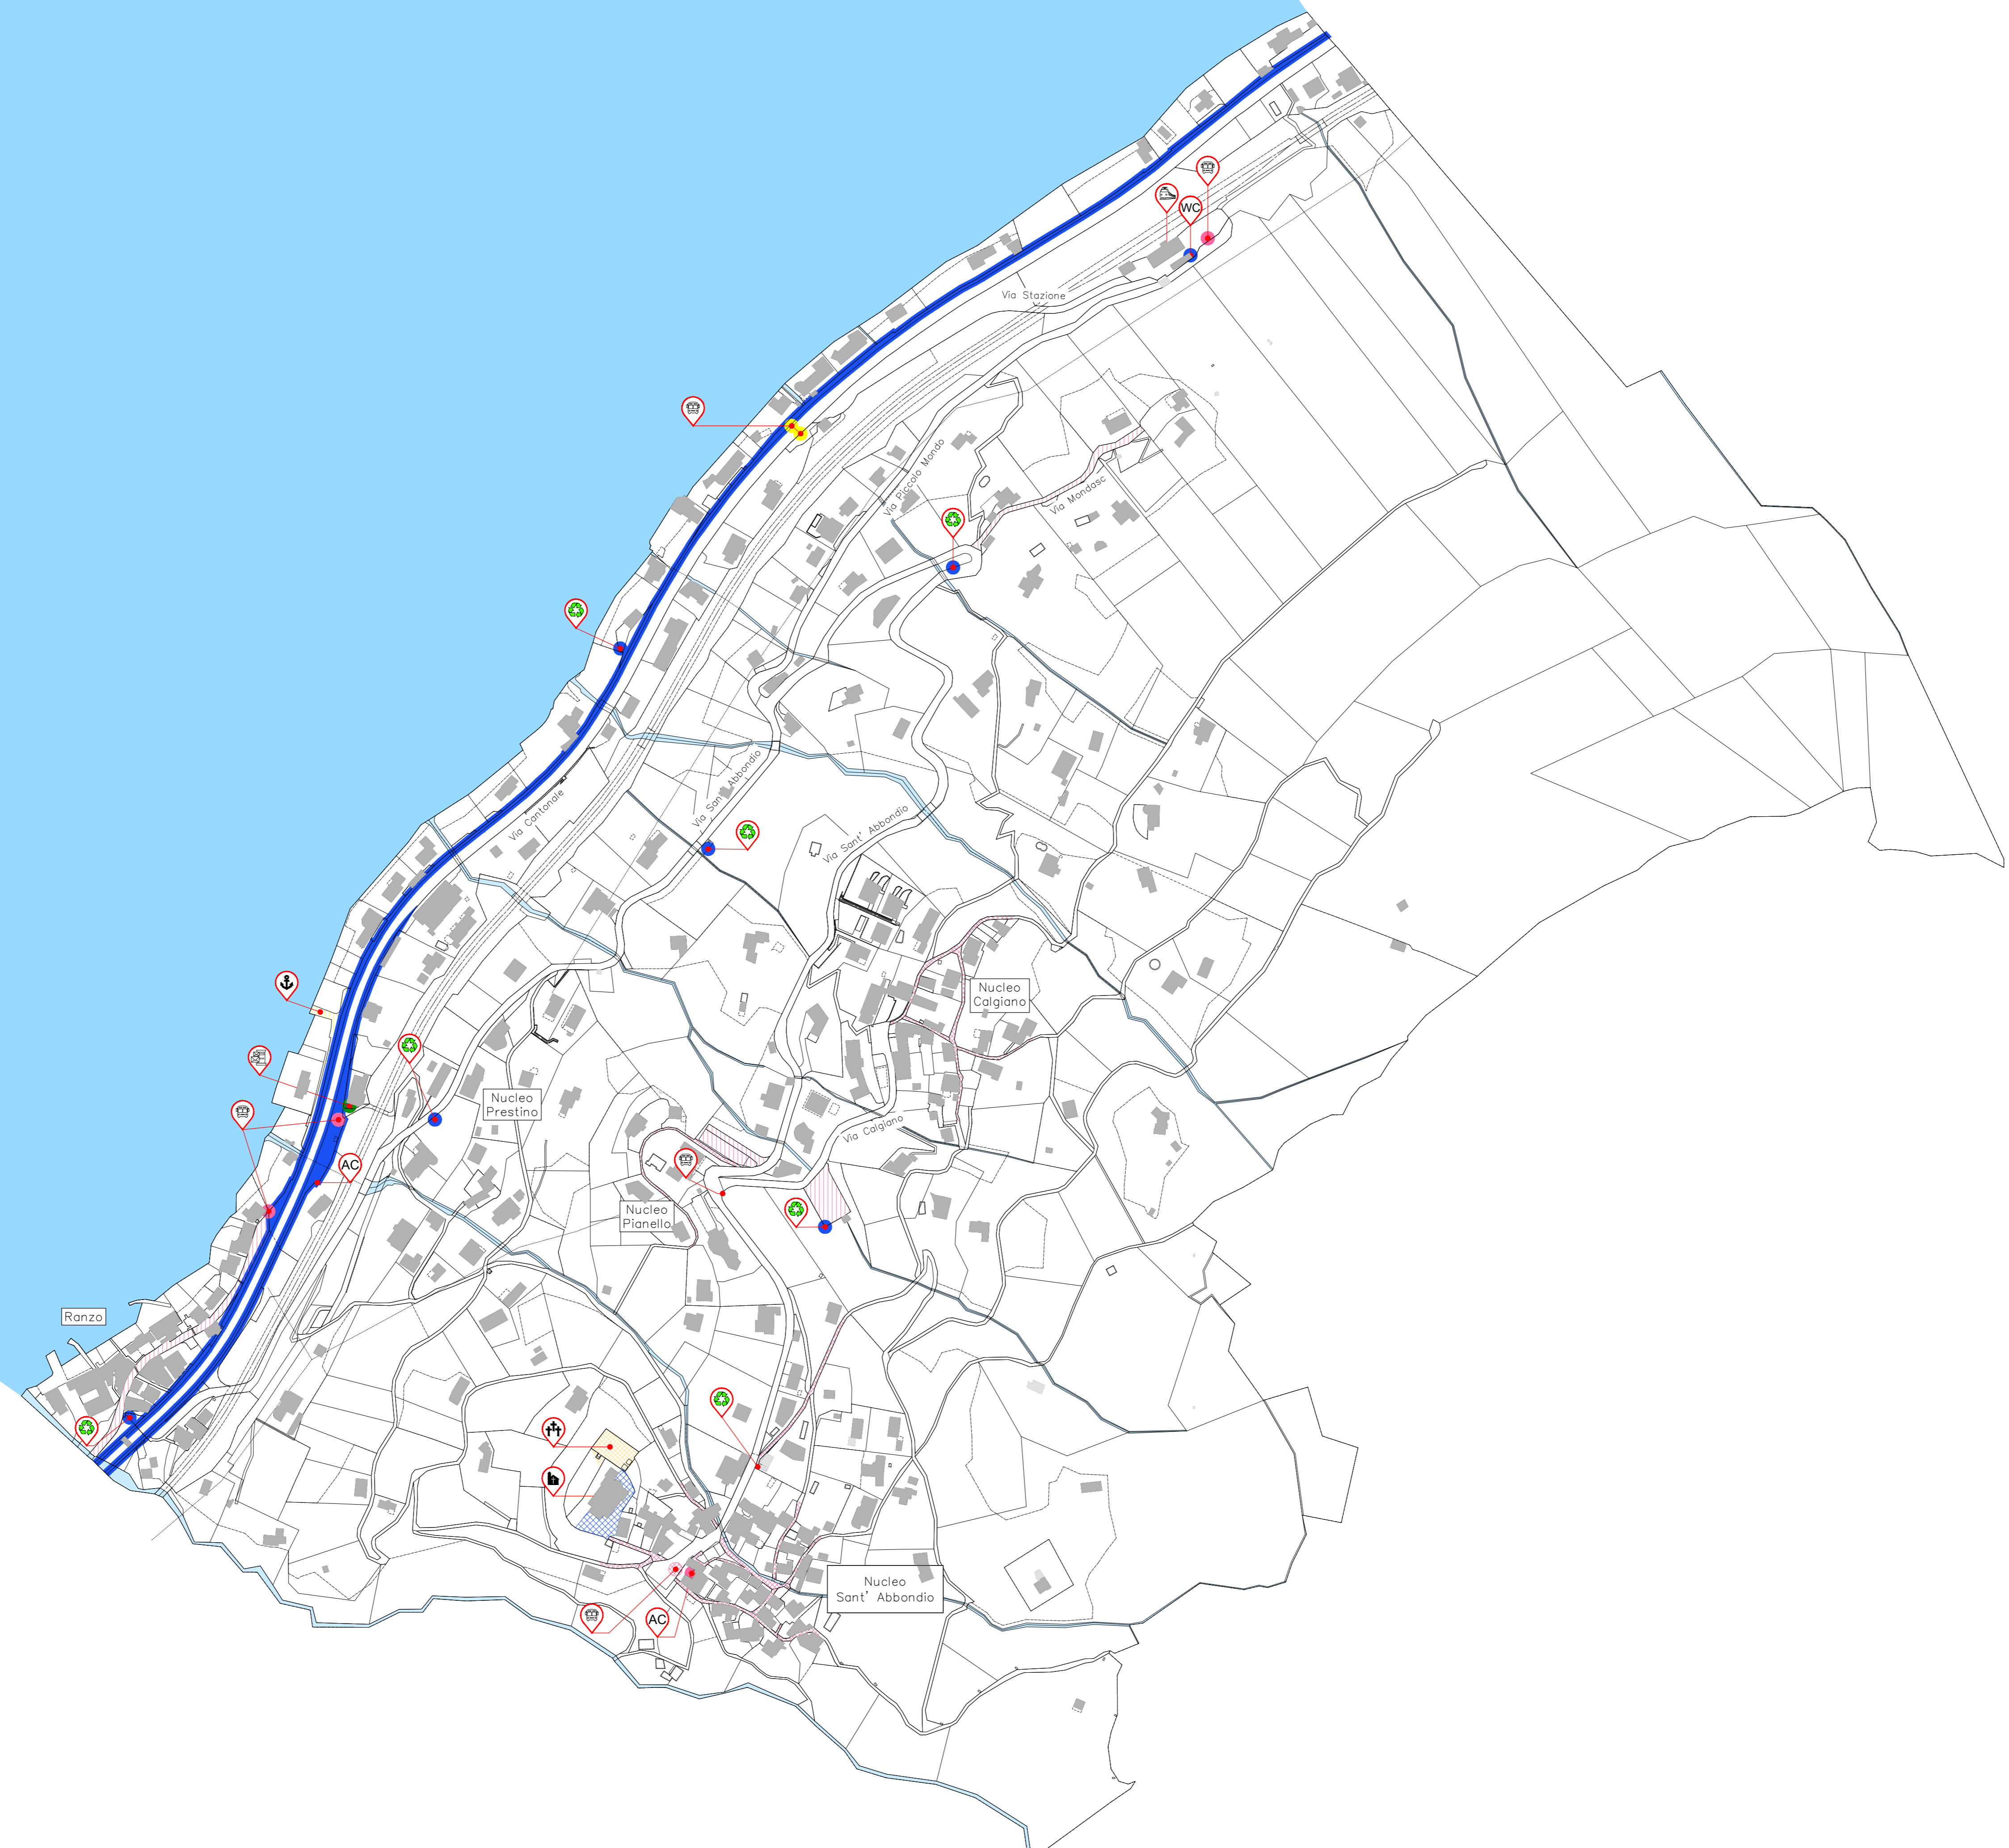 WC
Via Stazione
Via Piccolo Mondo
Via Mondasc
Via Sant' Abbondio
Via Cantonale
Via Sant' Abbondio
Nucleo
Calgiano
Nucleo
Prestino
Via Calgiano
AC
Nucleo
Pianello
Ranzo
Nucleo
Sant' Abbondio
AC